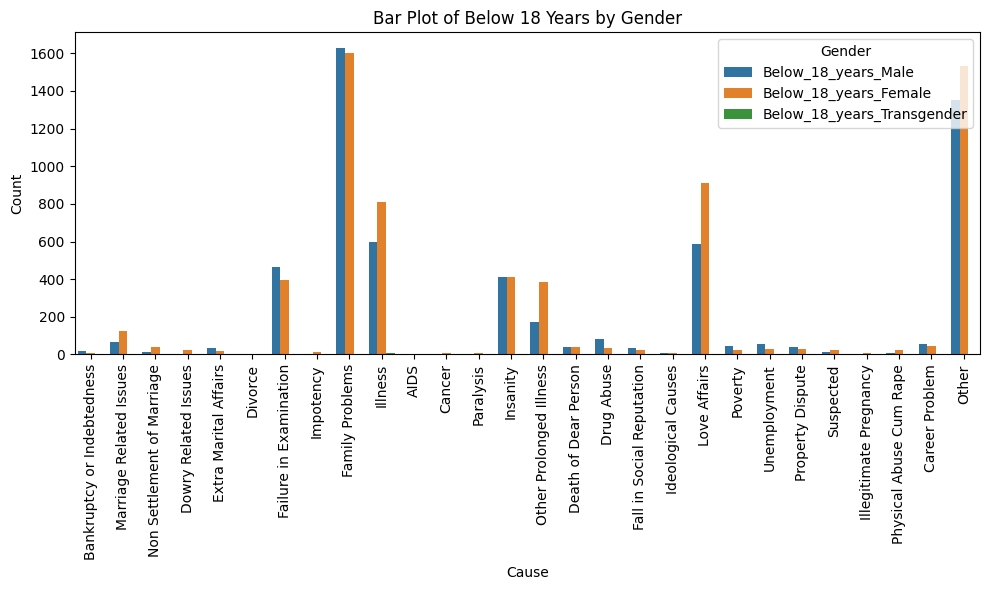 Bar Plot of Below 18 Years by Gender
Gender
Below_18_years_Male
Below_18_years_Female
Below_18_years_Transgender
Count
1600
1400
1200
1000
800
600
400
200
0
Bankruptcy or Indebtedness
Marriage Related Issues
Non Settlement of Marriage
Dowry Related Issues
Extra Marital Affairs
Divorce
Failure in Examination
Impotency
Family Problems
Illness
AIDS
Cancer
Paralysis
Insanity
Other Prolonged Illness
Death of Dear Person
Drug Abuse
Fall in Social Reputation
Ideological Causes
Love Affairs
Poverty
Unemployment
Property Dispute
Suspected
Illegitimate Pregnancy
Physical Abuse Cum Rape
Career Problem
Other
Cause